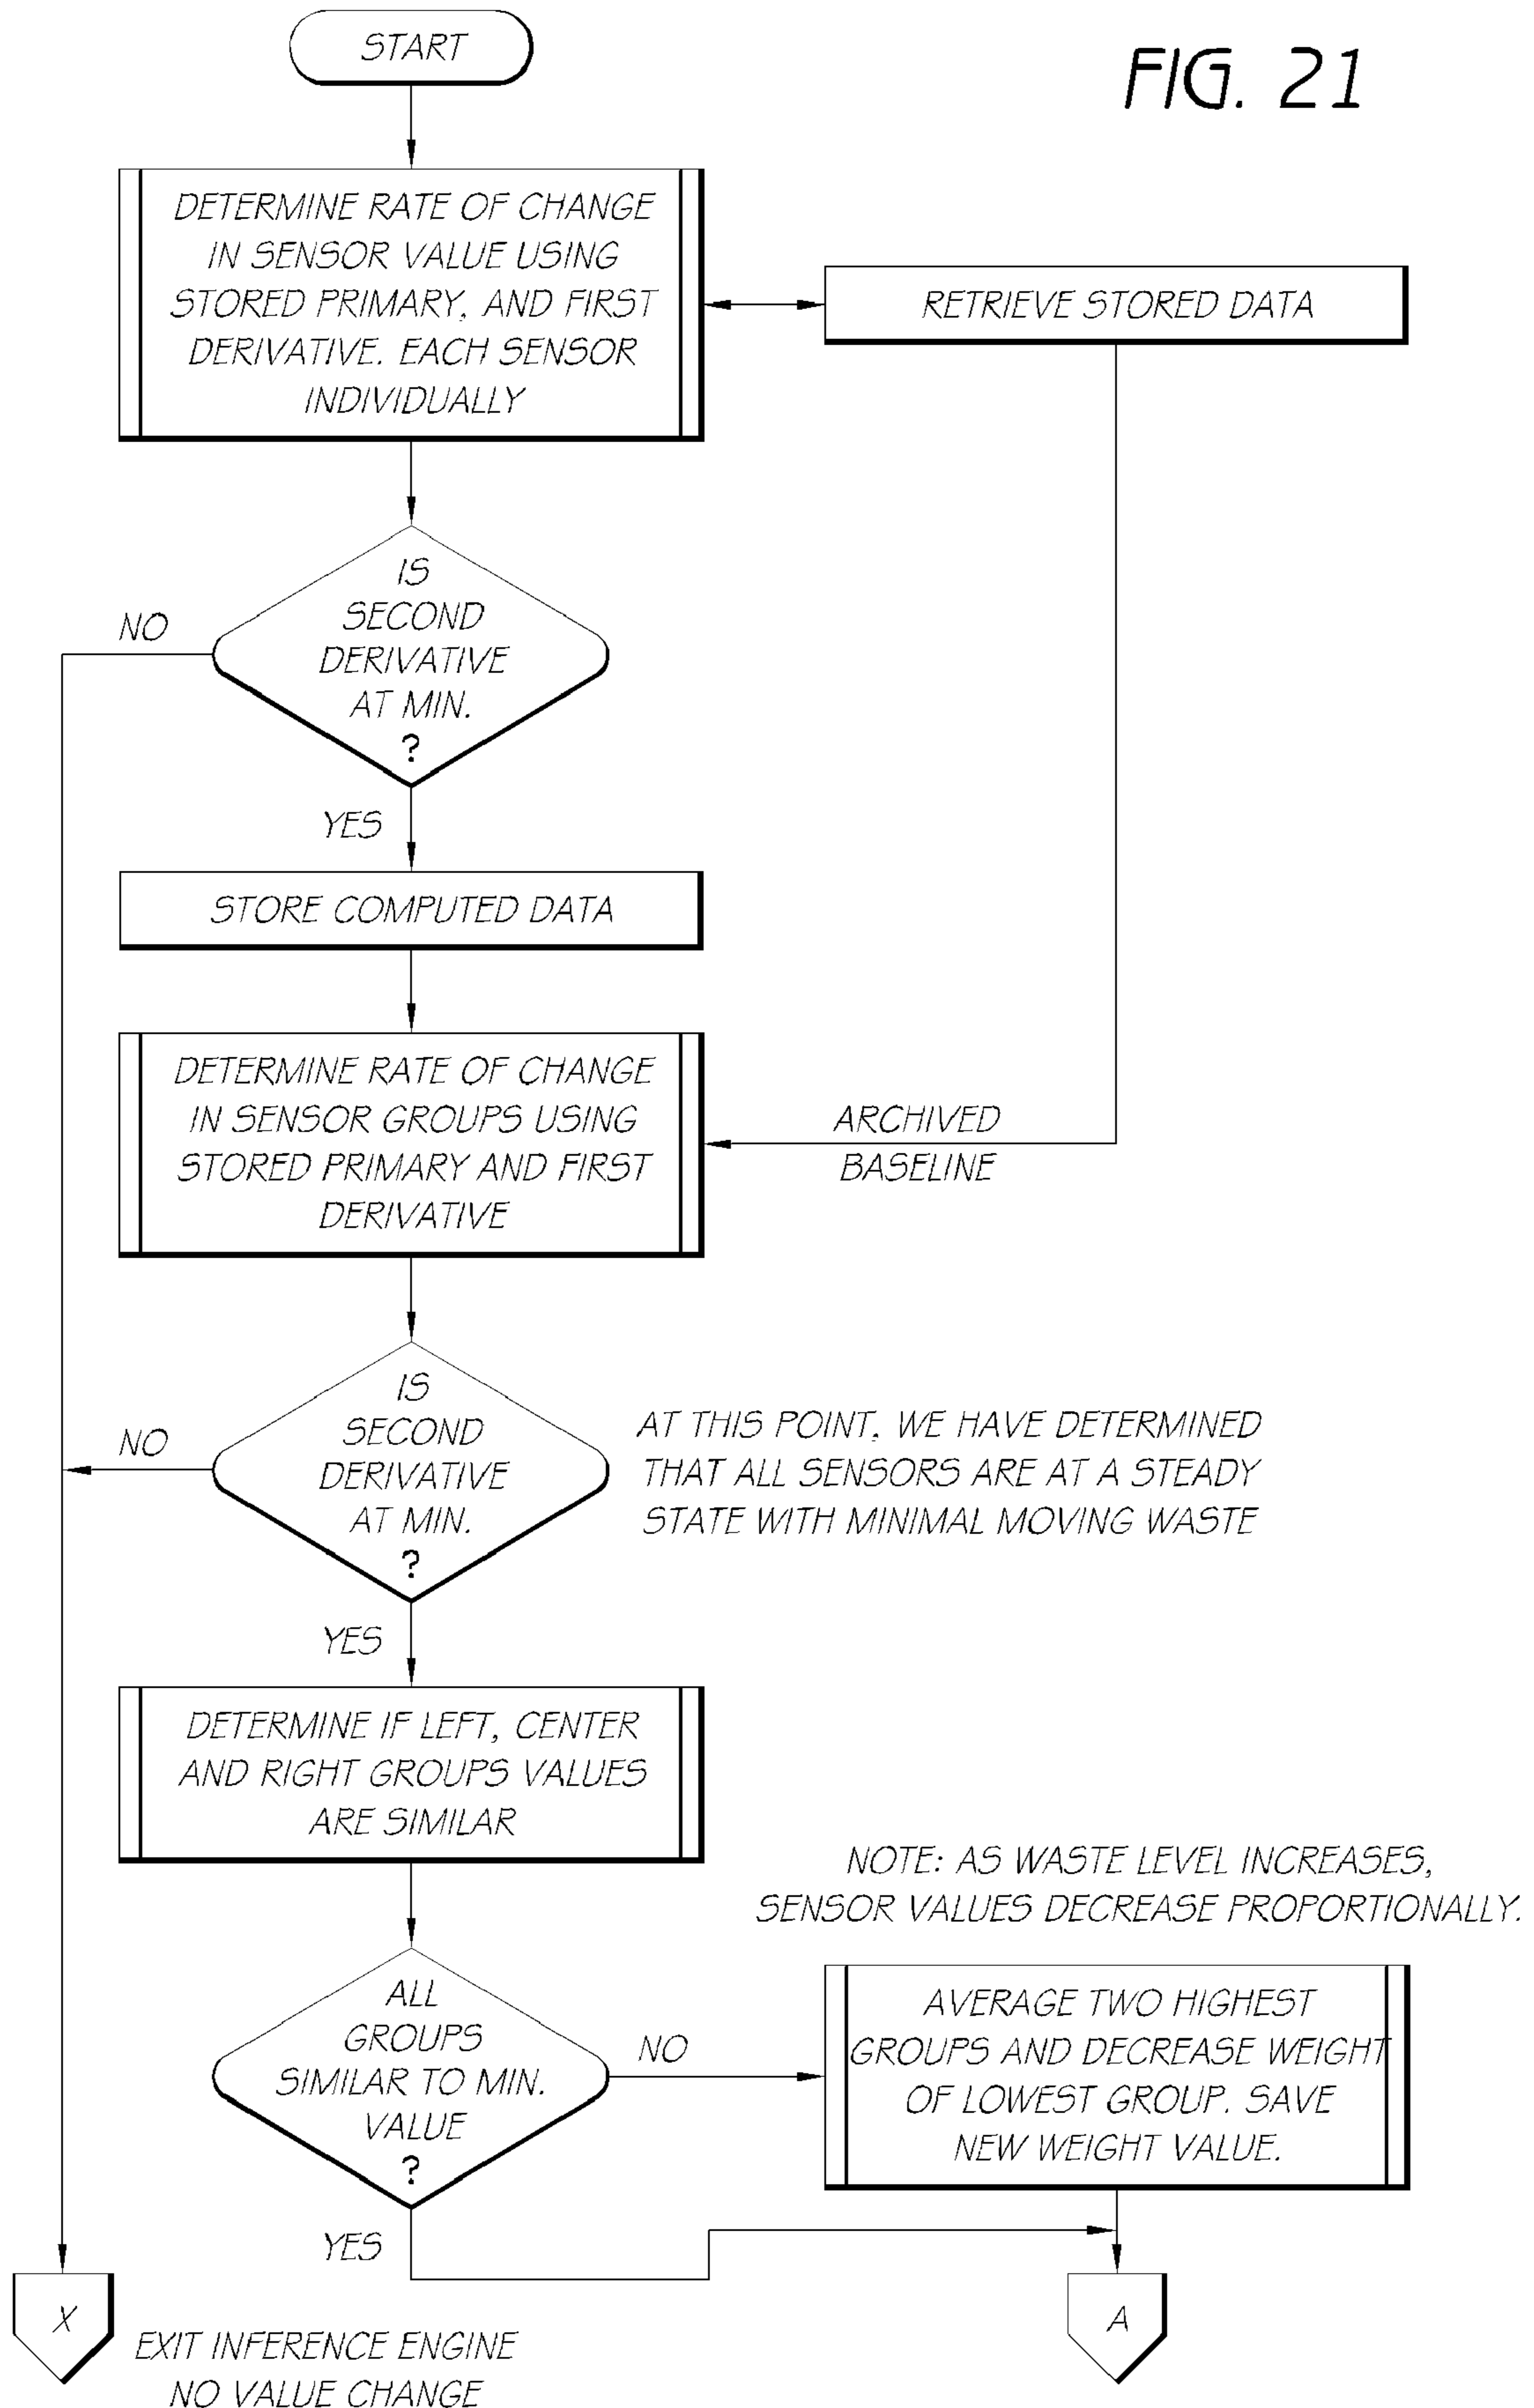 START
FIG. 21
DETERMINE RATE OF CHANGE
IN SENSOR VALUE USING
STORED PRIMARY, AND FIRST
DERIVATIVE. EACH SENSOR
INDIVIDUALLY
RETRIEVE STORED DATA
IS
SECOND
DERIVATIVE
AT MIN.
?
NO
YES
STORE COMPUTED DATA
DETERMINE RATE OF CHANGE
IN SENSOR GROUPS USING
STORED PRIMARY AND FIRST
DERIVATIVE
ARCHIVED
BASELINE
IS
SECOND
DERIVATIVE
AT MIN.
?
NO
AT THIS POINT, WE HAVE DETERMINED
THAT ALL SENSORS ARE AT A STEADY
STATE WITH MINIMAL MOVING WASTE
YES
DETERMINE IF LEFT, CENTER
AND RIGHT GROUPS VALUES
ARE SIMILAR
NOTE: AS WASTE LEVEL INCREASES,
SENSOR VALUES DECREASE PROPORTIONALLY.
ALL
GROUPS
SIMILAR TO MIN.
VALUE
?
NO
AVERAGE TWO HIGHEST
GROUPS AND DECREASE WEIGHT
OF LOWEST GROUP. SAVE
NEW WEIGHT VALUE.
YES
X
EXIT INFERENCE ENGINE
NO VALUE CHANGE
A